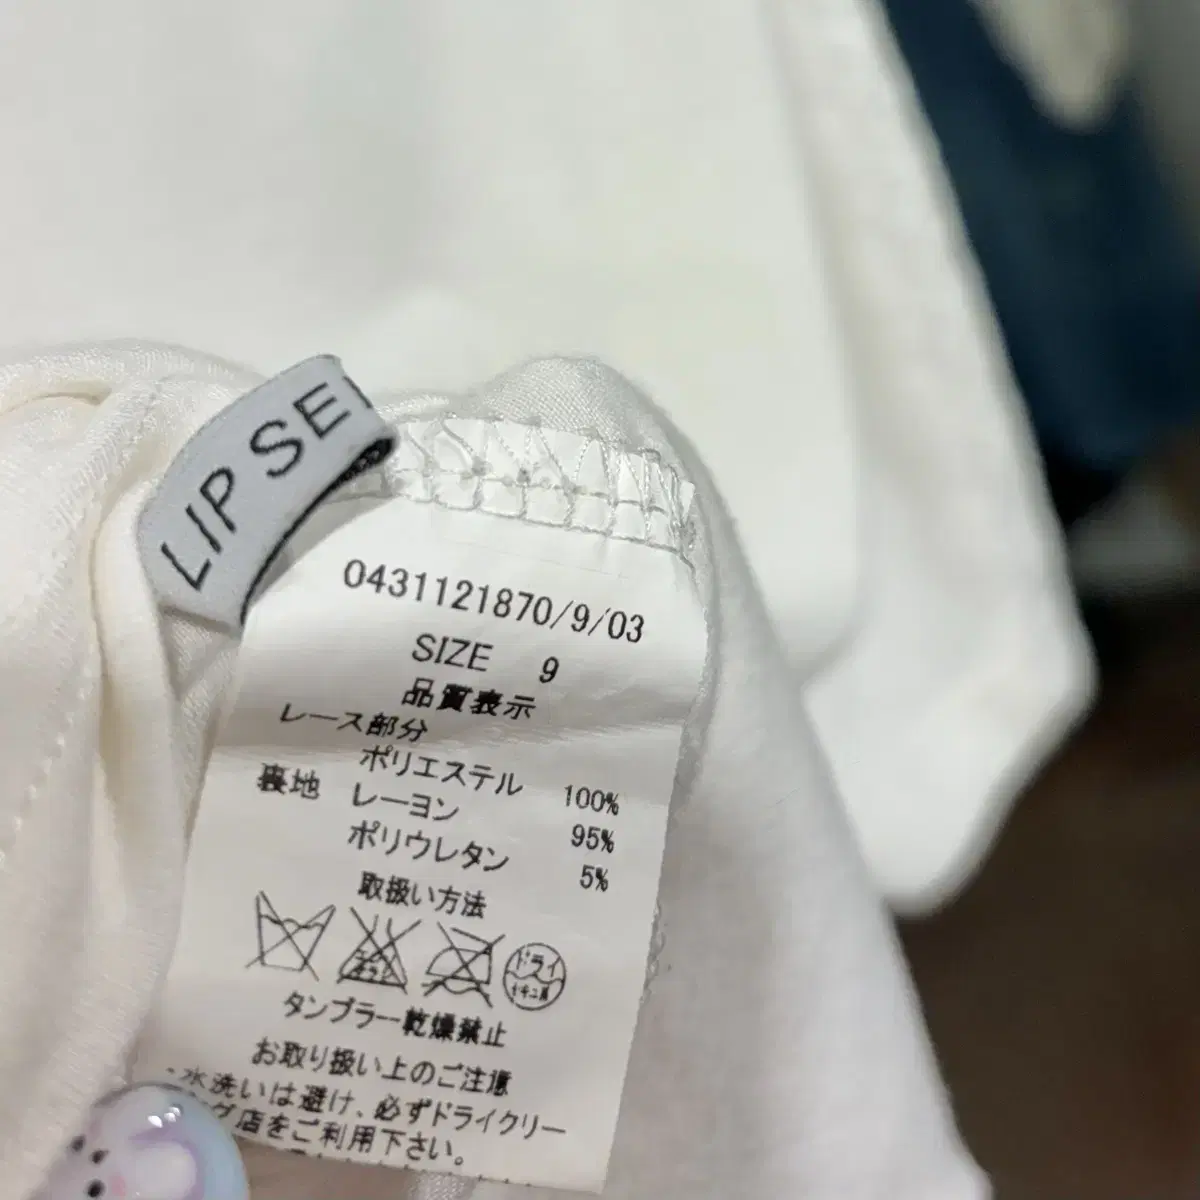 LIP SE
0431121870/9/03
SIZE 9
品質表示
レース部分
ポリエステル 100%
裏地 レーヨン 95%
ポリウレタン 5%
取扱い方法
ドライ
タンブラー乾燥禁止
お取り扱い上のご注意
・水洗いは避け、必ずドライクリー
グ店をご利用下さい。